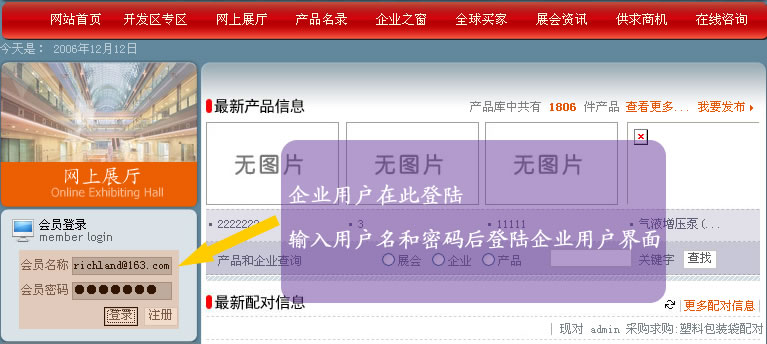 网站首页 开发区专区 网上展厅 产品名录 企业之窗 全球买家 展会资讯 供求商机 在线咨询
今天是： 2006年12月12日
网上展厅
Online Exhibiting Hall
会员登录
member login
会员名称 richland@163.com
会员密码 ●●●●●●●
登录 注册
最新产品信息 产品库中共有 1806 件产品 查看更多... 我要发布
无图片 无图片 无图片
企业用户在此登陆
2222222 3 11111 气液增压泵(...
输入用户名和密码后登陆企业用户界面
产品和企业查询 展会 企业 产品 关键字 查找
最新配对信息 更多配对信息
现对 admin 采购求购:塑料包装袋配对